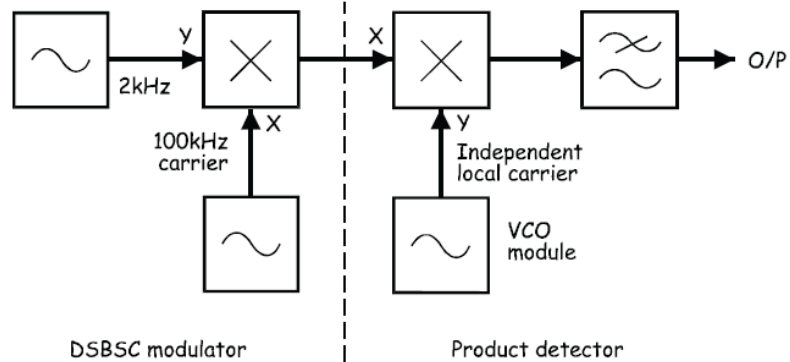 Y
X
O/P
2kHz
X
Y
100kHz
carrier
Independent
local carrier
VCO
module
DSBSC modulator
Product detector